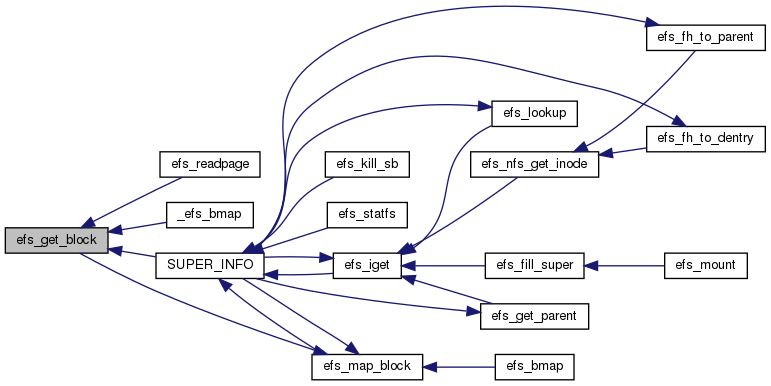 efs_fh_to_parent
efs_lookup
efs_fh_to_dentry
efs_readpage
efs_kill_sb
efs_nfs_get_inode
_efs_bmap
efs_statfs
efs_get_block
SUPER_INFO
efs_iget
efs_fill_super
efs_mount
efs_get_parent
efs_map_block
efs_bmap